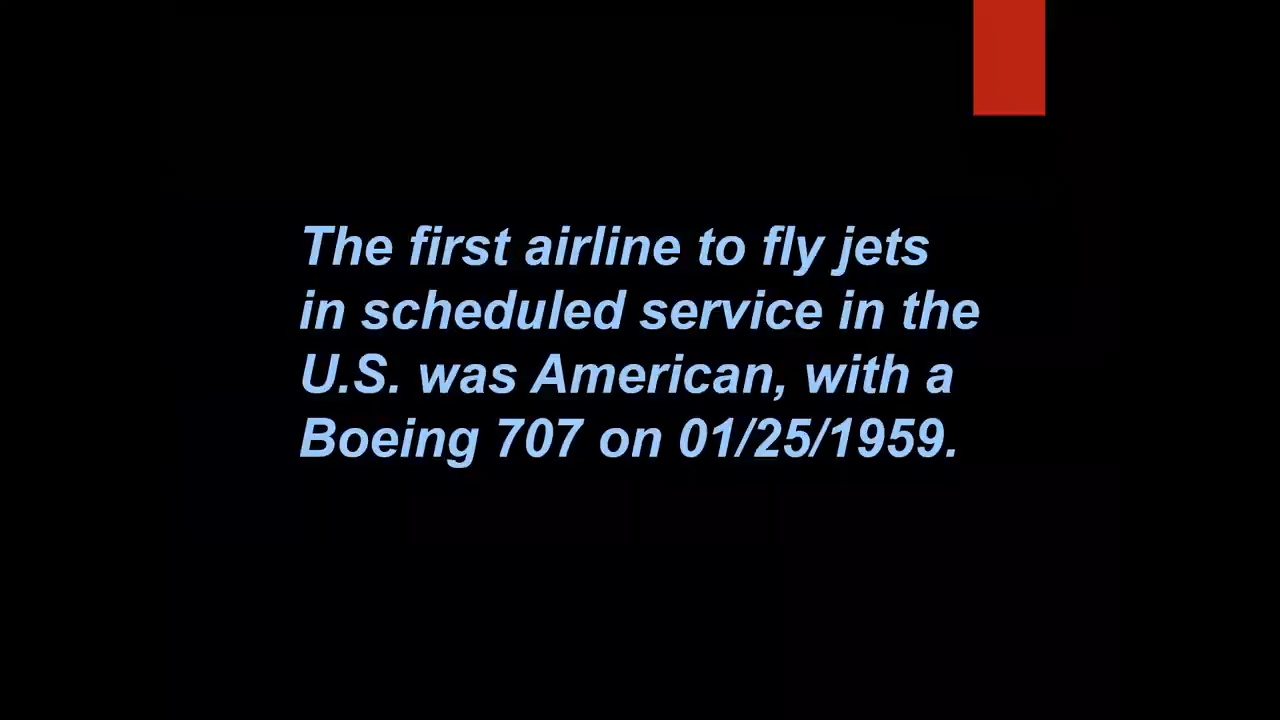 The first airline to fly jets
in scheduled service in the
U.S. was American, with a
Boeing 707 on 01/25/1959.